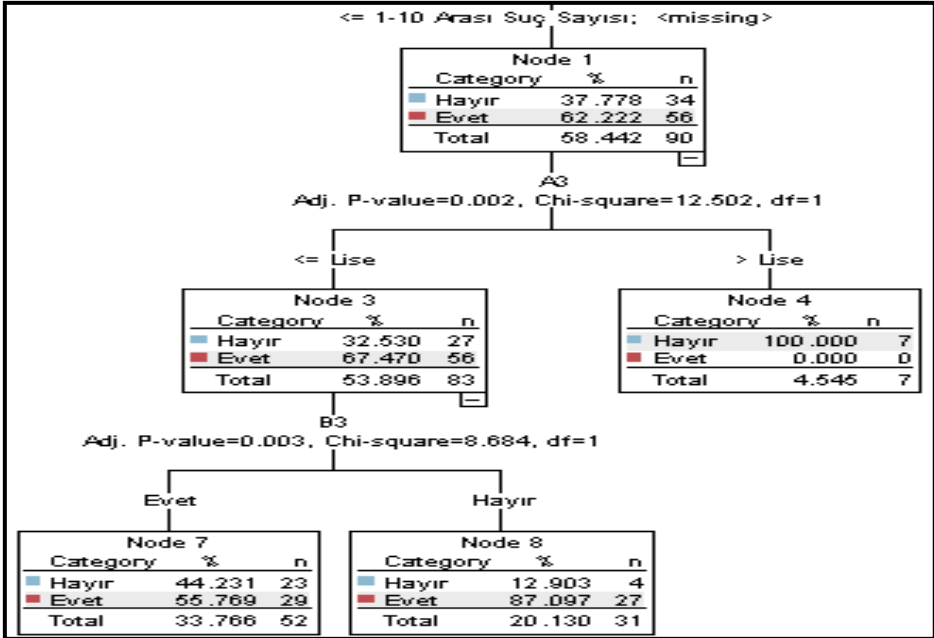 <= 1-10 Arası Suç Sayısı; <missing>
Node 1
Category % n
Hayır 37.778 34
Evet 62.222 56
Total 58.442 90
A3
Adj. P-value=0.002, Chi-square=12.502, df=1
<= Lise > Lise
Node 3
Category % n
Hayır 32.530 27
Evet 67.470 56
Total 53.896 83
Node 4
Category % n
Hayır 100.000 7
Evet 0.000 0
Total 4.545 7
B3
Adj. P-value=0.003, Chi-square=8.684, df=1
Evet Hayır
Node 7
Category % n
Hayır 44.231 23
Evet 55.769 29
Total 33.766 52
Node 8
Category % n
Hayır 12.903 4
Evet 87.097 27
Total 20.130 31